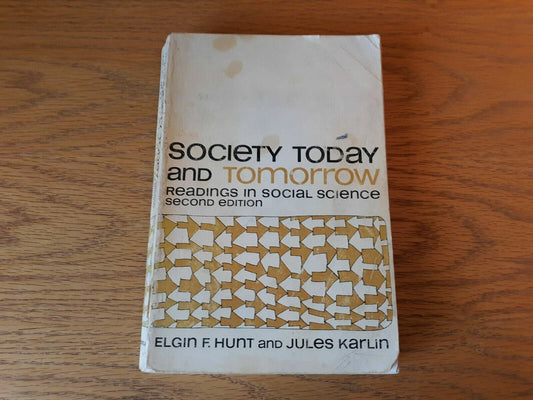 SOCIETY TODAY
AND TOMORROW
READINGS IN SOCIAL SCIENCE
SECOND EDITION
ELGIN F. HUNT AND JULES KARLIN